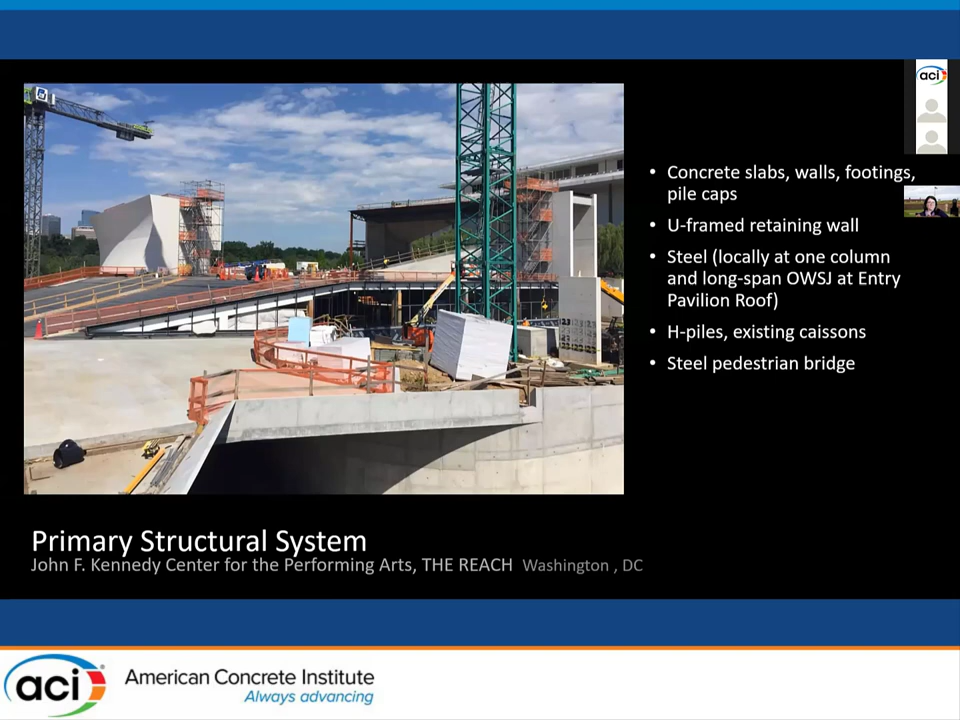 aci
• Concrete slabs, walls, footings,
pile caps
• U-framed retaining wall
• Steel (locally at one column
and long-span OWSJ at Entry
Pavilion Roof)
• H-piles, existing caissons
• Steel pedestrian bridge
Primary Structural System
John F. Kennedy Center for the Performing Arts, THE REACH Washington , DC
aci
American Concrete Institute
Always advancing